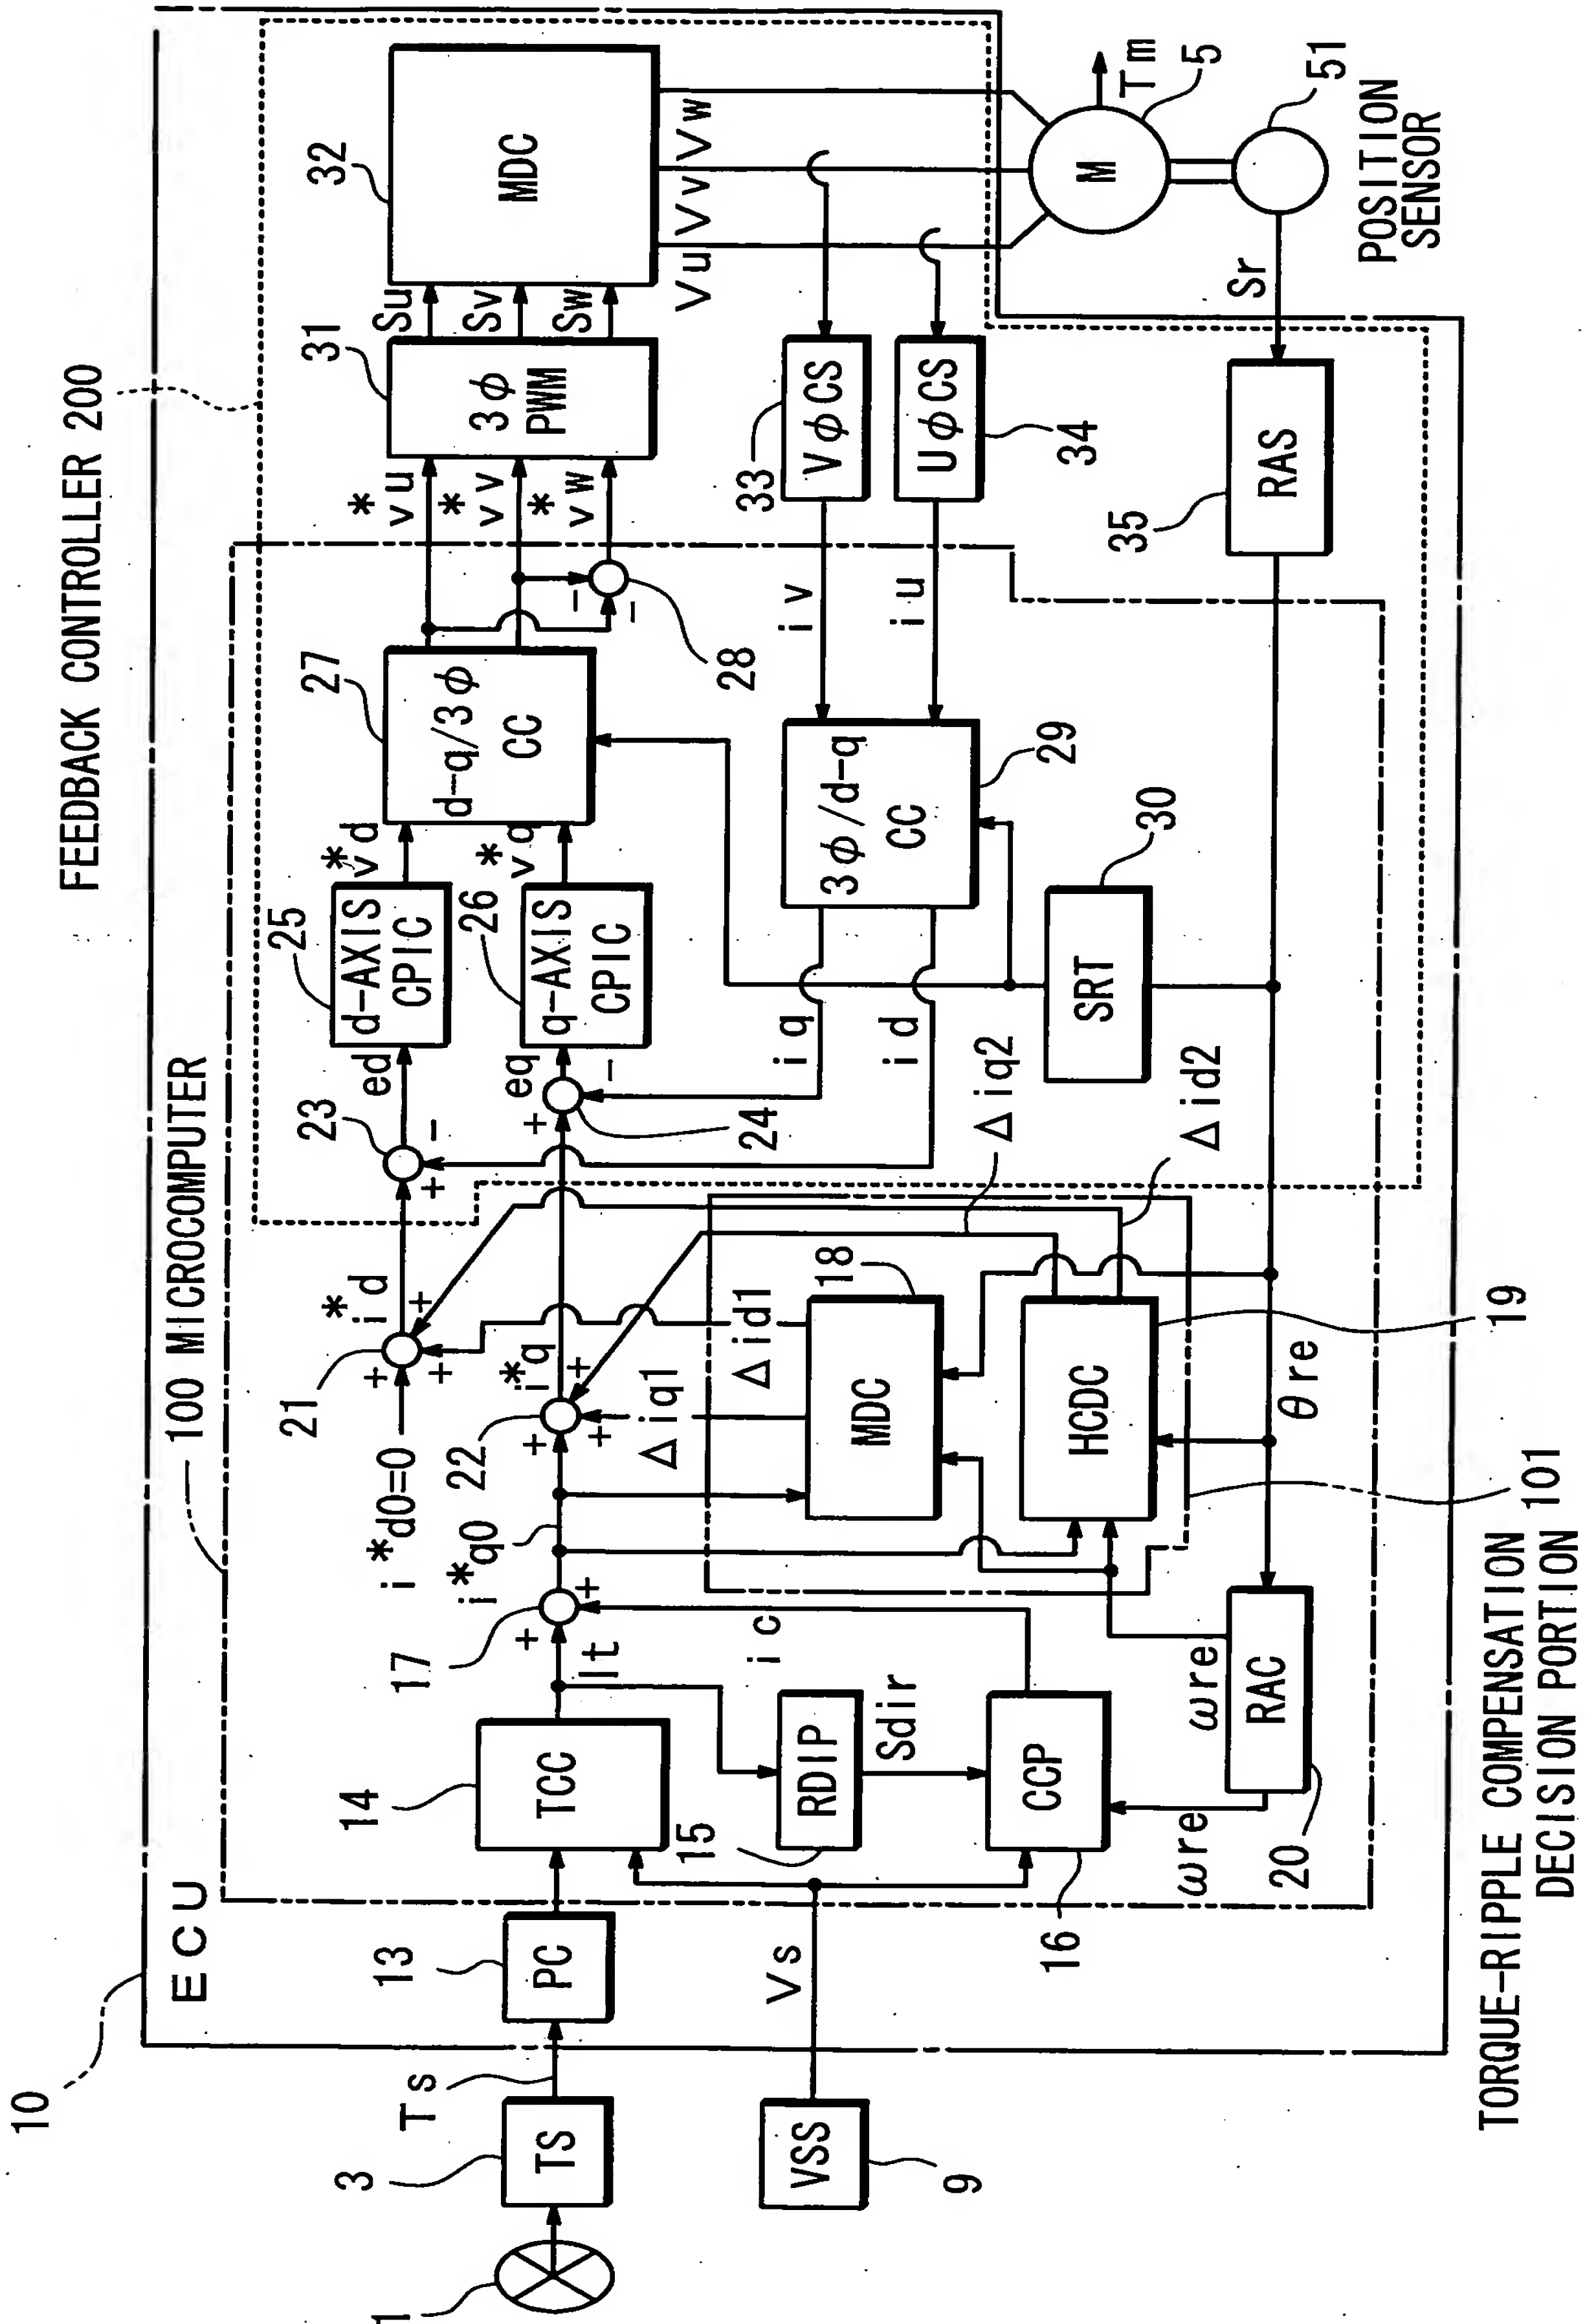 FEEDBACK CONTROLLER 200
100 MICROCOMPUTER
10
ECU
1
3
TS
Ts
13
PC
14
TCC
It
17
+
+
i*q0
i*d0=0
21
+
+
+
i*d
22
+
+
+
i*q
23
+
-
ed
25
d-AXIS
CPIC
v*d
24
+
-
eq
26
q-AXIS
CPIC
v*q
27
d-q/3φ
CC
28
-
-
v*u
v*v
v*w
31
3φ
PWM
Su
Sv
Sw
32
MDC
Vu
Vv
Vw
M
Tm
5
51
POSITION
SENSOR
Sr
33
VφCS
34
UφCS
iv
iu
29
3φ/d-q
CC
iq
id
30
SRT
35
RAS
Δiq1
Δid1
18
MDC
Δiq2
Δid2
19
HCDC
θre
9
VSS
Vs
15
RDIP
Sdir
16
CCP
ic
ωre
ωre
RAC
20
TORQUE-RIPPLE COMPENSATION
DECISION PORTION 101